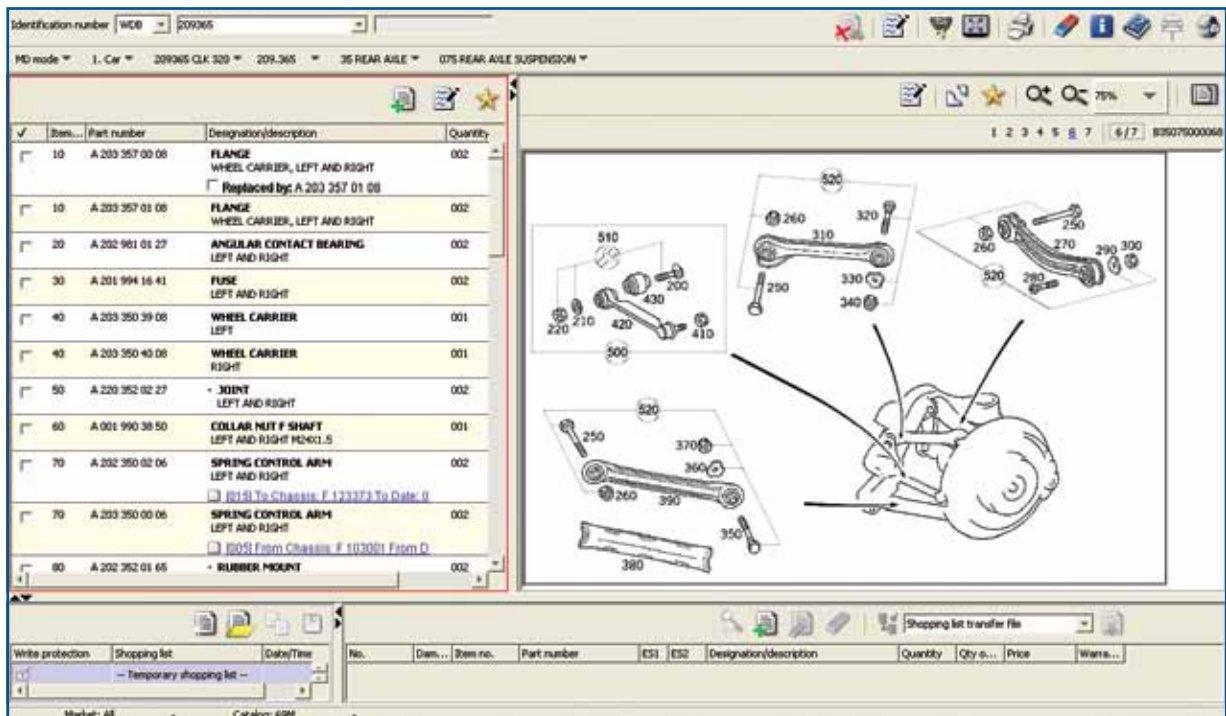 Identification number WDB 209365
MD mode 1. Car 209365 CLK 320 209.365 35 REAR AXLE 075 REAR AXLE SUSPENSION
75%
✓ Item... Part number Designation/description Quantity
1 2 3 4 5 6 7 6/7 B35075000068
10 A 203 357 00 08 FLANGE 002
WHEEL CARRIER, LEFT AND RIGHT
Replaced by: A 203 357 01 08
10 A 203 357 01 08 FLANGE 002
WHEEL CARRIER, LEFT AND RIGHT
20 A 202 981 01 27 ANGULAR CONTACT BEARING 002
LEFT AND RIGHT
30 A 201 994 16 41 FUSE 002
LEFT AND RIGHT
40 A 203 350 39 08 WHEEL CARRIER 001
LEFT
40 A 203 350 40 08 WHEEL CARRIER 001
RIGHT
50 A 220 352 02 27 - JOINT 002
LEFT AND RIGHT
60 A 001 990 38 50 COLLAR NUT F SHAFT 001
LEFT AND RIGHT M24X1.5
70 A 202 350 02 06 SPRING CONTROL ARM 002
LEFT AND RIGHT
[015] To Chassis: F 123373 To Date: 0
70 A 203 350 00 06 SPRING CONTROL ARM 002
LEFT AND RIGHT
[005] From Chassis: F 103001 From D
80 A 202 352 01 65 - RUBBER MOUNT 002
520
260 320
310
330
290
340
250
260 270
290 300
280
520
510
200
430
210
220 420 410
500
520
250
370
360
260 390
350
380
Shopping list transfer file
Write protection Shopping list Date/Time
-- Temporary shopping list --
No. Dam... Item no. Part number ES1 ES2 Designation/description Quantity Qty o... Price Warra...
Market: All Catalog: 69M